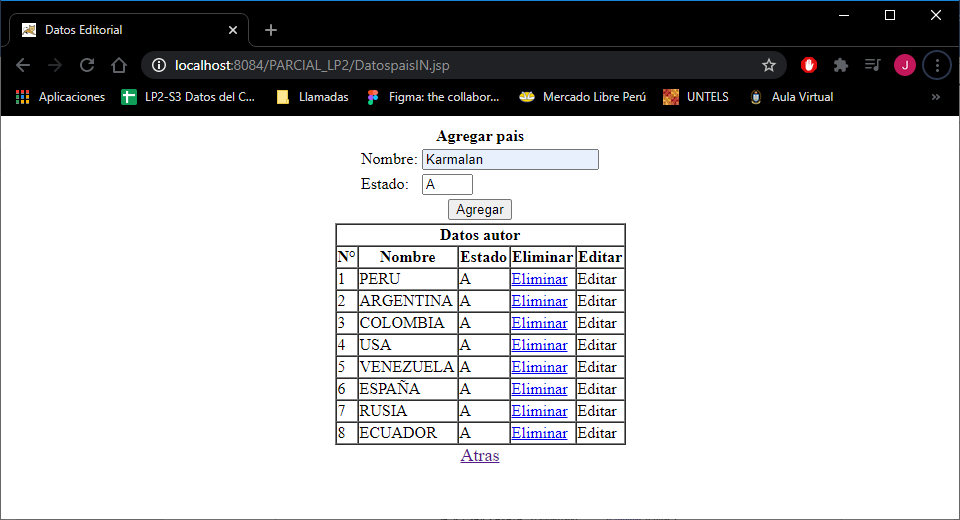 Datos Editorial
localhost:8084/PARCIAL_LP2/DatospaisIN.jsp
J
Aplicaciones LP2-S3 Datos del C... Llamadas Figma: the collabor... Mercado Libre Perú UNTELS Aula Virtual »
Agregar pais
Nombre: Karmalan
Estado: A
Agregar
Datos autor
N° Nombre Estado Eliminar Editar
1 PERU A Eliminar Editar
2 ARGENTINA A Eliminar Editar
3 COLOMBIA A Eliminar Editar
4 USA A Eliminar Editar
5 VENEZUELA A Eliminar Editar
6 ESPAÑA A Eliminar Editar
7 RUSIA A Eliminar Editar
8 ECUADOR A Eliminar Editar
Atras